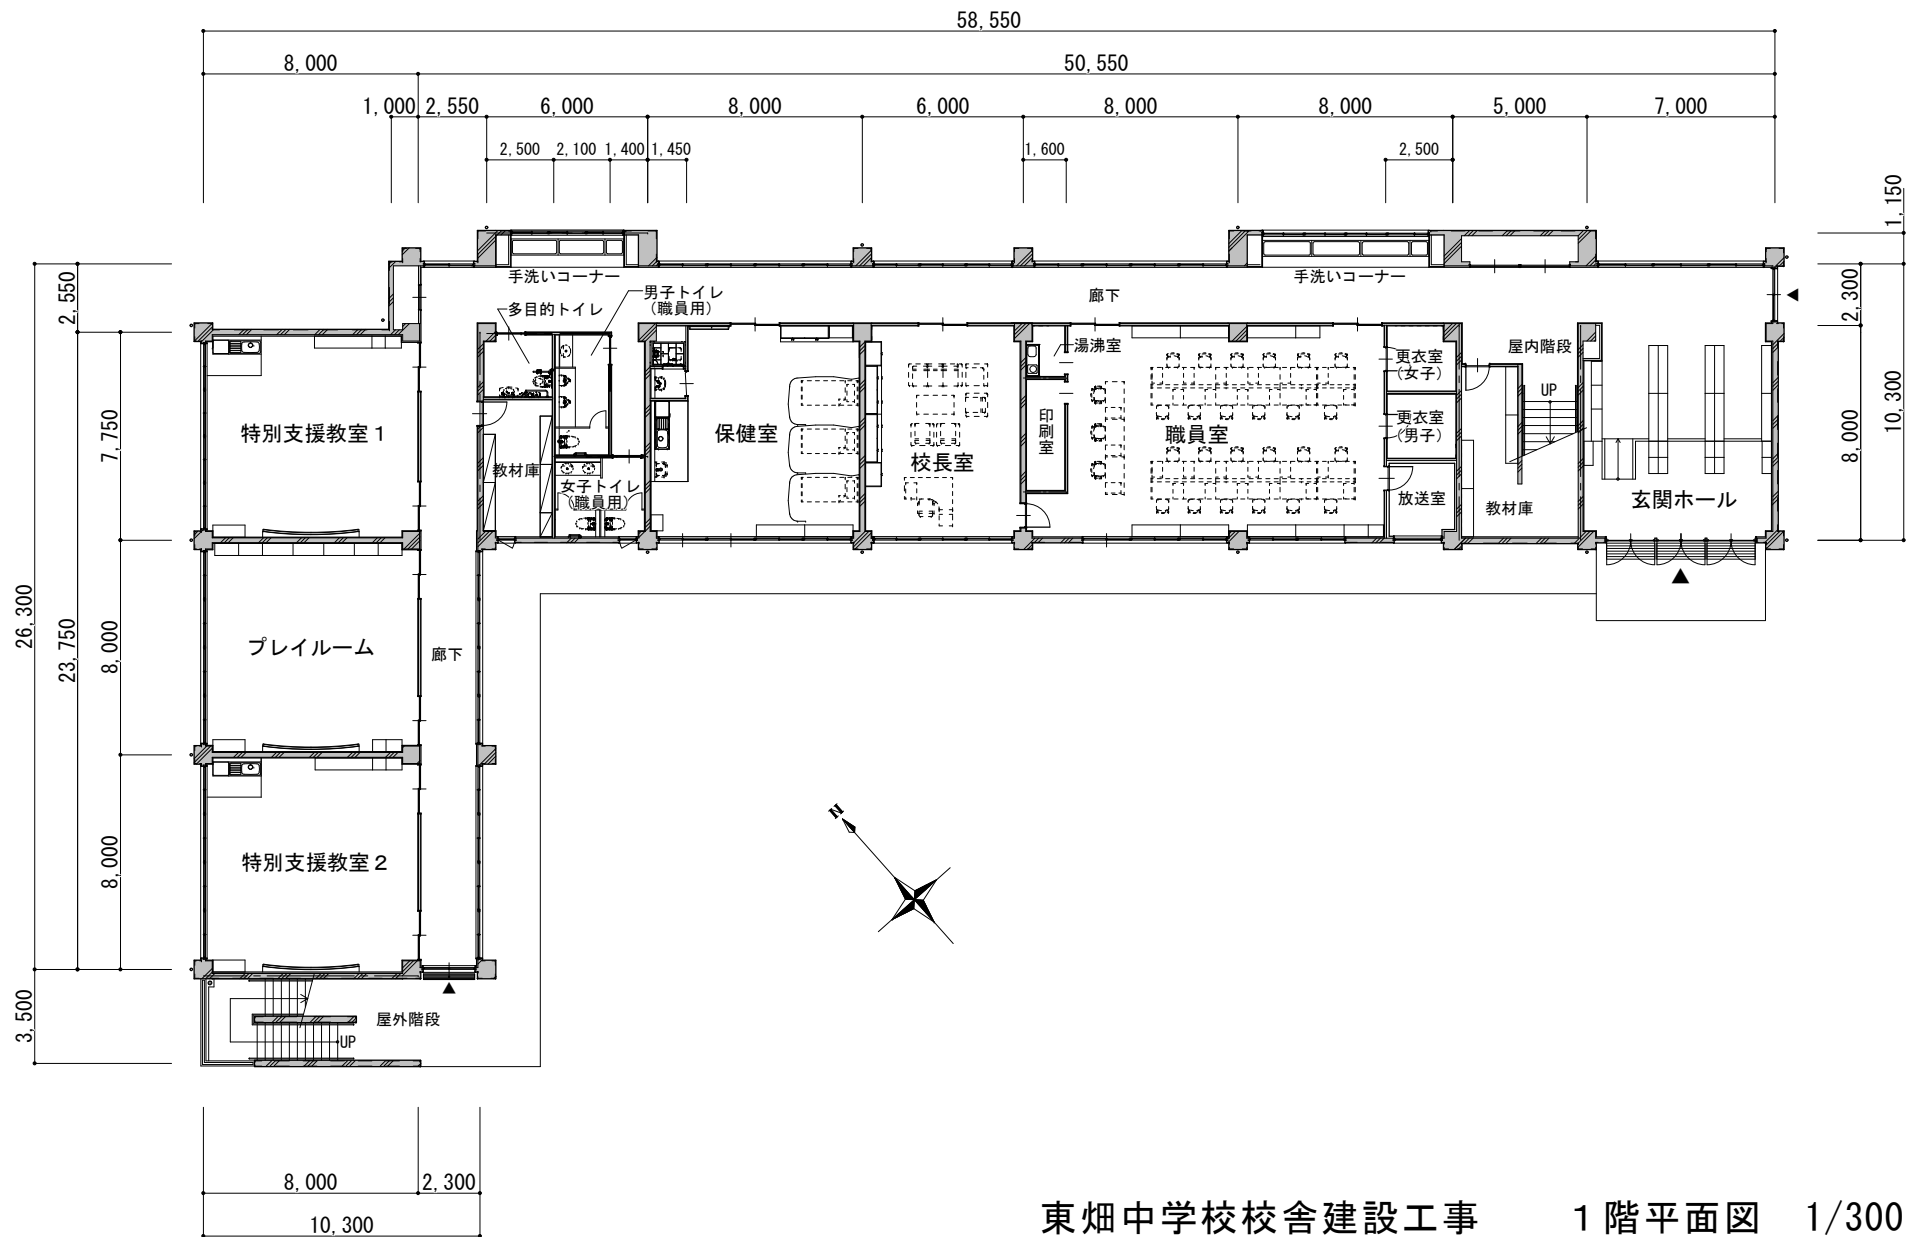 58,550
8,000
50,550
1,000
2,550
6,000
8,000
6,000
8,000
8,000
5,000
7,000
2,500
2,100
1,400
1,450
1,600
2,500
1,150
2,300
10,300
8,000
2,550
7,750
26,300
23,750
8,000
8,000
3,500
手洗いコーナー
手洗いコーナー
男子トイレ
(職員用)
多目的トイレ
廊下
湯沸室
更衣室
(女子)
屋内階段
UP
特別支援教室1
保健室
校長室
印刷室
職員室
更衣室
(男子)
教材庫
女子トイレ
(職員用)
放送室
教材庫
玄関ホール
プレイルーム
廊下
N
特別支援教室2
屋外階段
UP
8,000
2,300
10,300
東畑中学校校舎建設工事 1階平面図 1/300